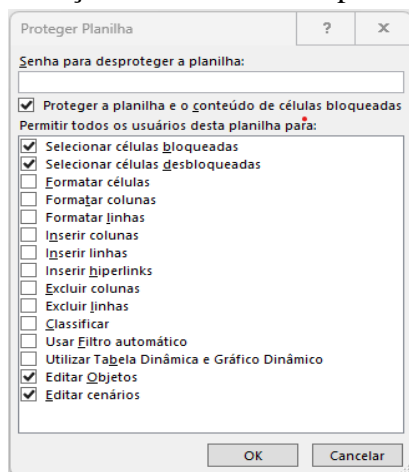 Proteger Planilha ? x
Senha para desproteger a planilha:
Proteger a planilha e o conteúdo de células bloqueadas
Permitir todos os usuários desta planilha para:
Selecionar células bloqueadas
Selecionar células desbloqueadas
Formatar células
Formatar colunas
Formatar linhas
Inserir colunas
Inserir linhas
Inserir hiperlinks
Excluir colunas
Excluir linhas
Classificar
Usar Filtro automático
Utilizar Tabela Dinâmica e Gráfico Dinâmico
Editar Objetos
Editar cenários
OK Cancelar